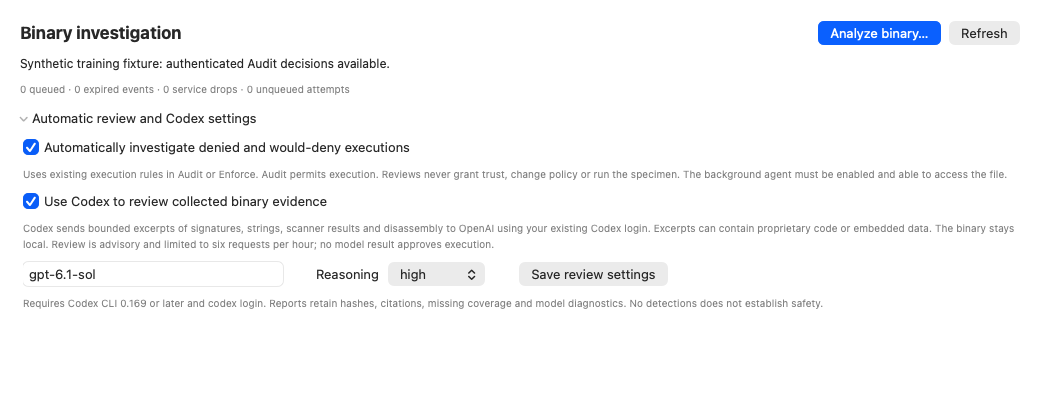 Binary investigation
Analyze binary...
Refresh
Synthetic training fixture: authenticated Audit decisions available.
0 queued · 0 expired events · 0 service drops · 0 unqueued attempts
Automatic review and Codex settings
Automatically investigate denied and would-deny executions
Uses existing execution rules in Audit or Enforce. Audit permits execution. Reviews never grant trust, change policy or run the specimen. The background agent must be enabled and able to access the file.
Use Codex to review collected binary evidence
Codex sends bounded excerpts of signatures, strings, scanner results and disassembly to OpenAI using your existing Codex login. Excerpts can contain proprietary code or embedded data. The binary stays
local. Review is advisory and limited to six requests per hour; no model result approves execution.
gpt-6.1-sol
Reasoning
high
Save review settings
Requires Codex CLI 0.169 or later and codex login. Reports retain hashes, citations, missing coverage and model diagnostics. No detections does not establish safety.